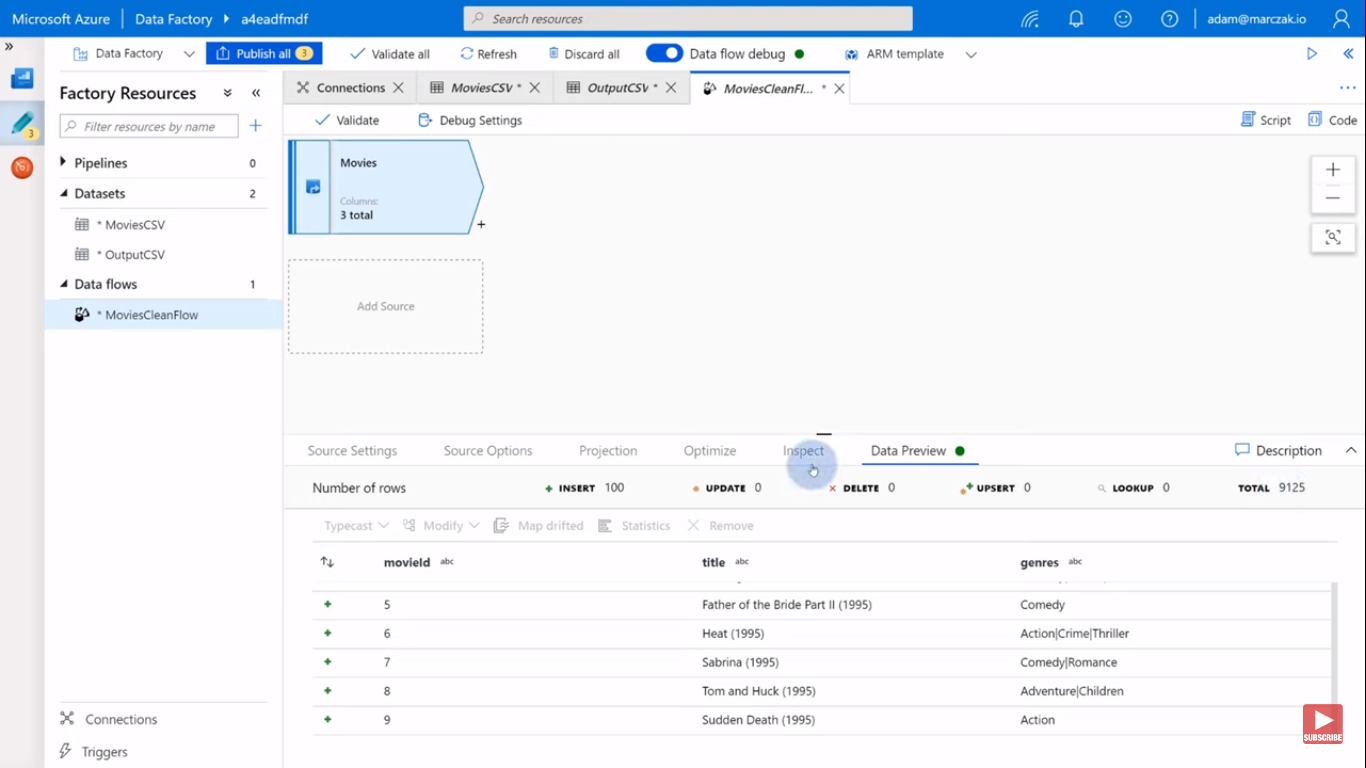 Microsoft Azure Data Factory a4eadfmdf Search resources adam@marczak.io
Data Factory Publish all 3 Validate all Refresh Discard all Data flow debug ARM template
Factory Resources
Connections MoviesCSV * OutputCSV * MoviesCleanFl... *
Filter resources by name
3
Validate Debug Settings Script Code
Pipelines 0
Datasets 2
* MoviesCSV
* OutputCSV
Data flows 1
* MoviesCleanFlow
Connections
Triggers
Movies
Columns:
3 total
Add Source
Source Settings Source Options Projection Optimize Inspect Data Preview Description
Number of rows INSERT 100 UPDATE 0 DELETE 0 UPSERT 0 LOOKUP 0 TOTAL 9125
Typecast Modify Map drifted Statistics Remove
movieId abc title abc genres abc
5 Father of the Bride Part II (1995) Comedy
6 Heat (1995) Action|Crime|Thriller
7 Sabrina (1995) Comedy|Romance
8 Tom and Huck (1995) Adventure|Children
9 Sudden Death (1995) Action
SUBSCRIBE